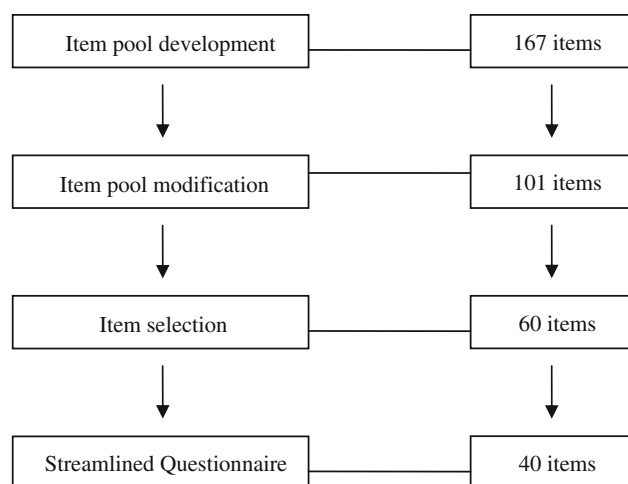 Item pool development
167 items
Item pool modification
101 items
Item selection
60 items
Streamlined Questionnaire
40 items